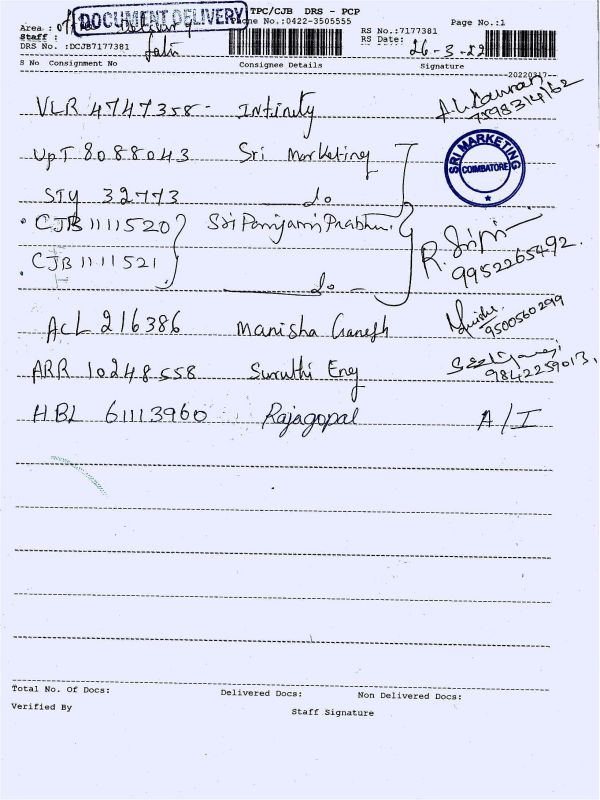 DOCUMENT DELIVERY
TPC/CJB DRS - PCP
Area : Office Delivery Phone No.:0422-3505555 Page No.:1
Staff : RS No.:7177381
DRS No. :DCJB7177381 RS Date: 26-3-22
S No Consignment No Consignee Details Signature
20220317
VLR 4747358 - Infinity 7598314162
UPT 8088043 Sri Marketing
SRI MARKETING
COIMBATORE
STY 32773 do
CJB 1111520 Sri Prabhu R.
CJB 1111521 do 9952265492
ACL 216386 Manisha Ganesh 9500560299
ARR 10248558 Suruthi Eng 9842259013
HBL 61113960 Rajagopal A/I
Total No. Of Docs: Delivered Docs: Non Delivered Docs:
Verified By Staff Signature